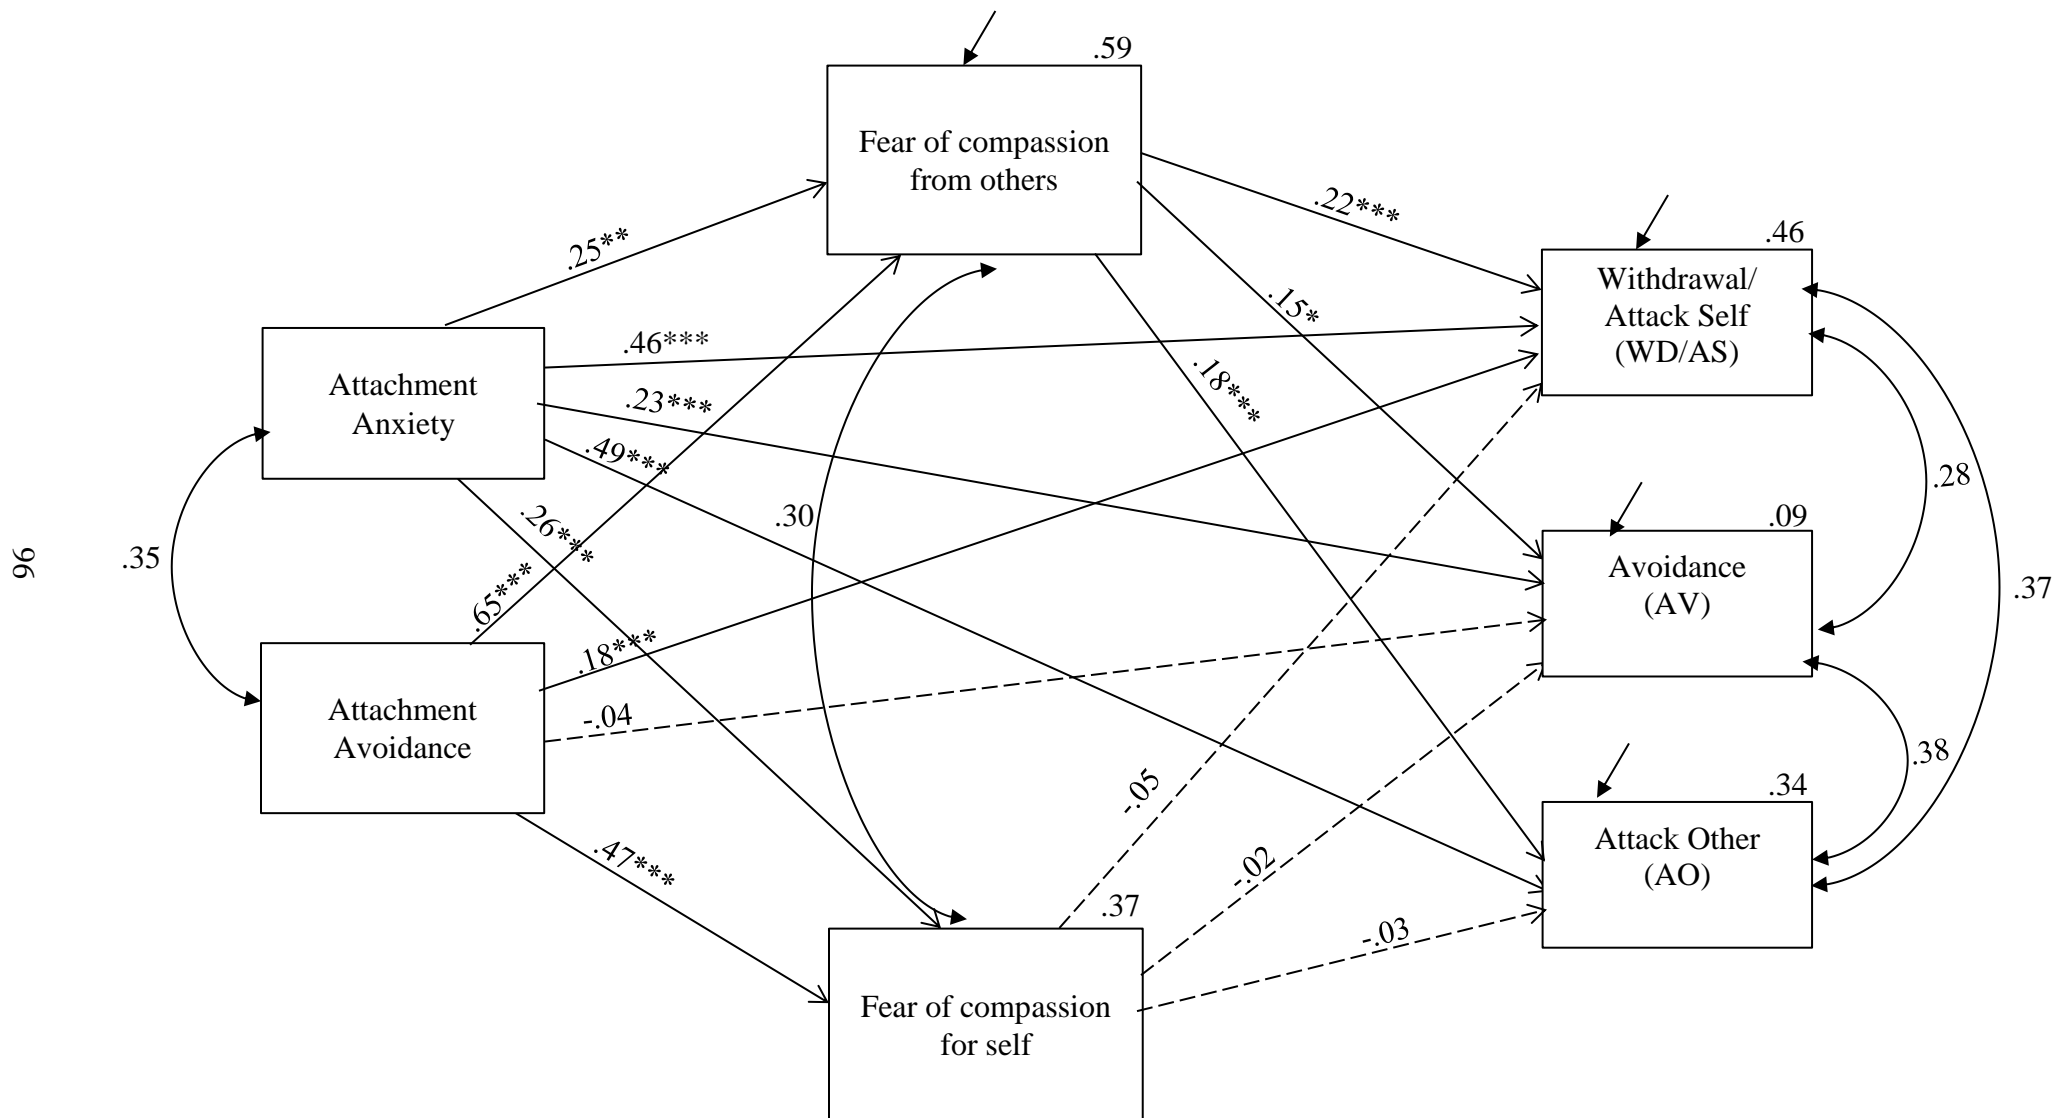 .59
Fear of compassion
from others
.22***
.46
Withdrawal/
Attack Self
(WD/AS)
.25**
.15*
.46***
.18***
Attachment
Anxiety
.23***
.49***
.28
.30
.26***
.09
Avoidance
(AV)
96
.35
.37
.65***
.18***
Attachment
Avoidance
-.04
.38
-.05
.34
Attack Other
(AO)
.47***
-.02
.37
-.03
Fear of compassion
for self